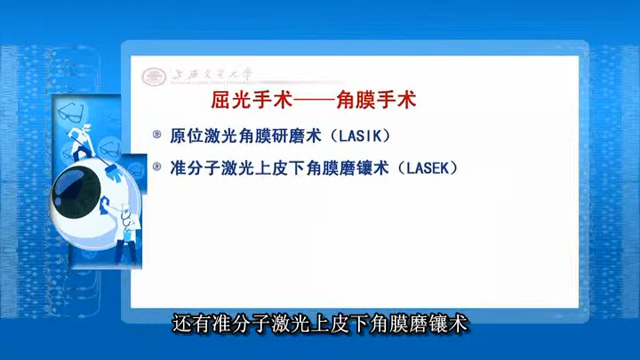 上海交通大学
屈光手术——角膜手术
原位激光角膜研磨术（LASIK）
准分子激光上皮下角膜磨镶术（LASEK）
还有准分子激光上皮下角膜磨镶术